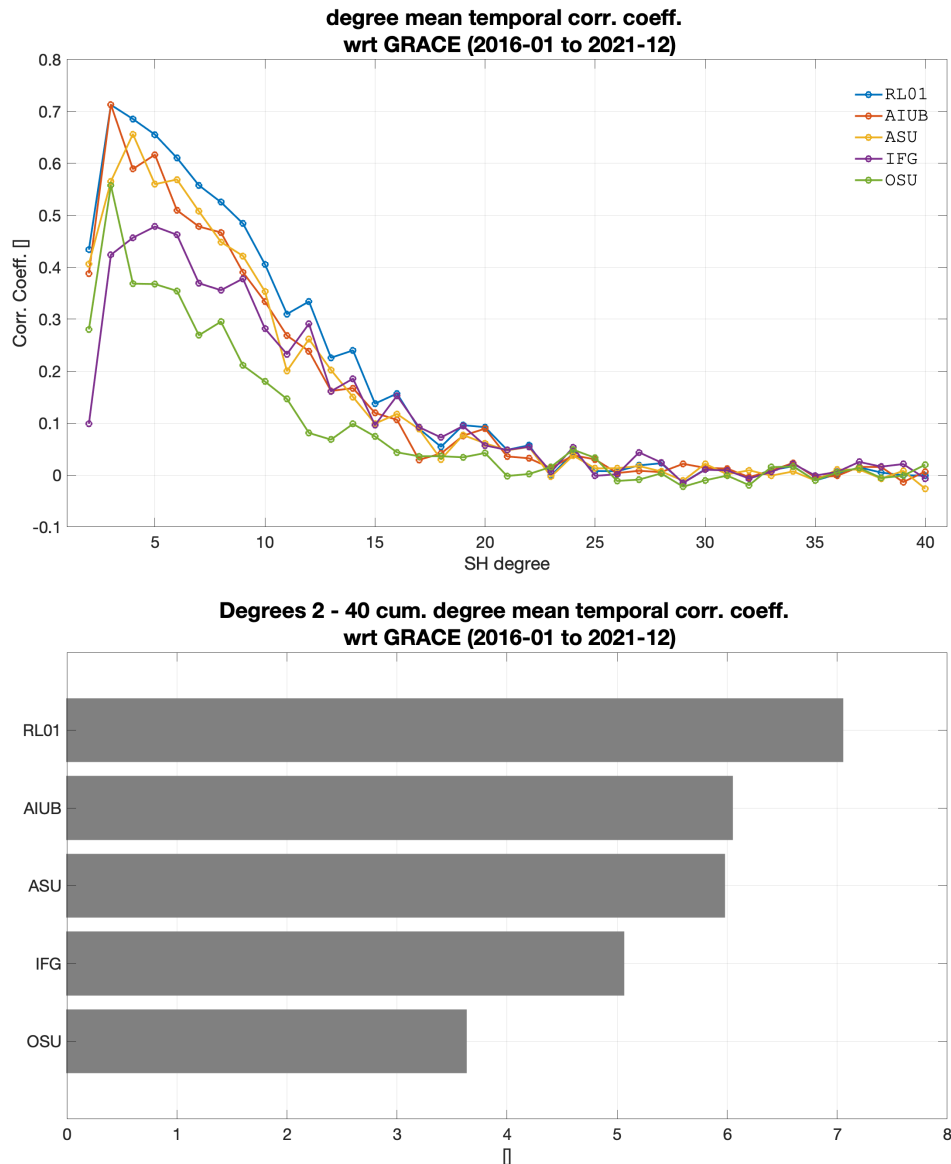 degree mean temporal corr. coeff.
wrt GRACE (2016-01 to 2021-12)
0.8
0.7
0.6
0.5
0.4
0.3
0.2
0.1
0
-0.1
Corr. Coeff. []
RL01
AIUB
ASU
IFG
OSU
5
10
15
20
25
30
35
40
SH degree
Degrees 2 - 40 cum. degree mean temporal corr. coeff.
wrt GRACE (2016-01 to 2021-12)
RL01
AIUB
ASU
IFG
OSU
0
1
2
3
4
5
6
7
8
[]